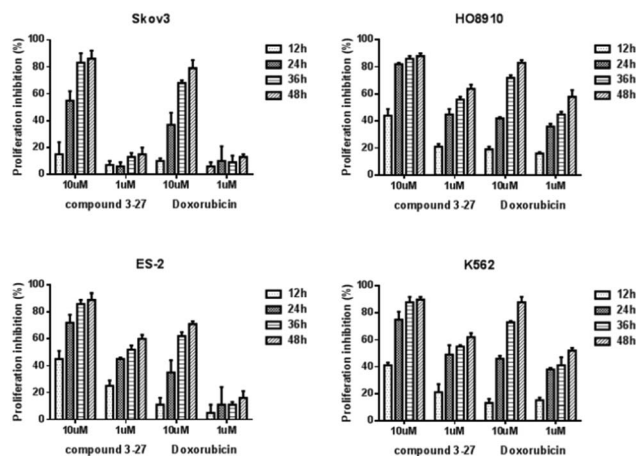 Skov3
Proliferation inhibition (%)
100
80
60
40
20
0
10uM 1uM 10uM 1uM
compound 3-27 Doxorubicin
12h
24h
36h
48h
HO8910
Proliferation inhibition (%)
100
80
60
40
20
0
10uM 1uM 10uM 1uM
compound 3-27 Doxorubicin
12h
24h
36h
48h
ES-2
Proliferation inhibition (%)
100
80
60
40
20
0
10uM 1uM 10uM 1uM
compound 3-27 Doxorubicin
12h
24h
36h
48h
K562
Proliferation inhibition (%)
100
80
60
40
20
0
10uM 1uM 10uM 1uM
compound 3-27 Doxorubicin
12h
24h
36h
48h